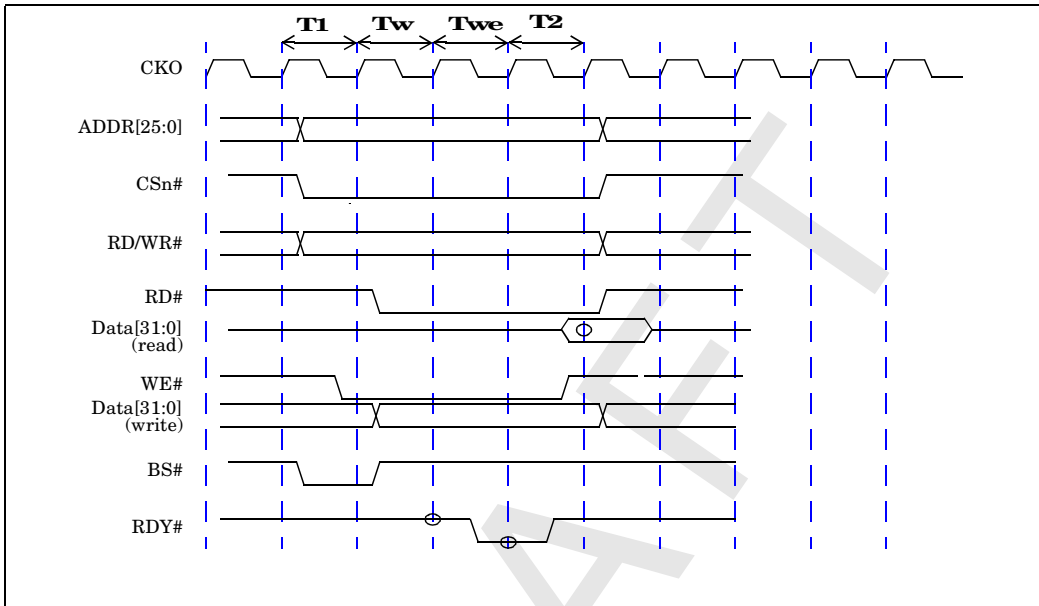 T1 Tw Twe T2
CKO
ADDR[25:0]
CSn#
RD/WR#
RD#
Data[31:0]
(read)
WE#
Data[31:0]
(write)
BS#
RDY#
AFT